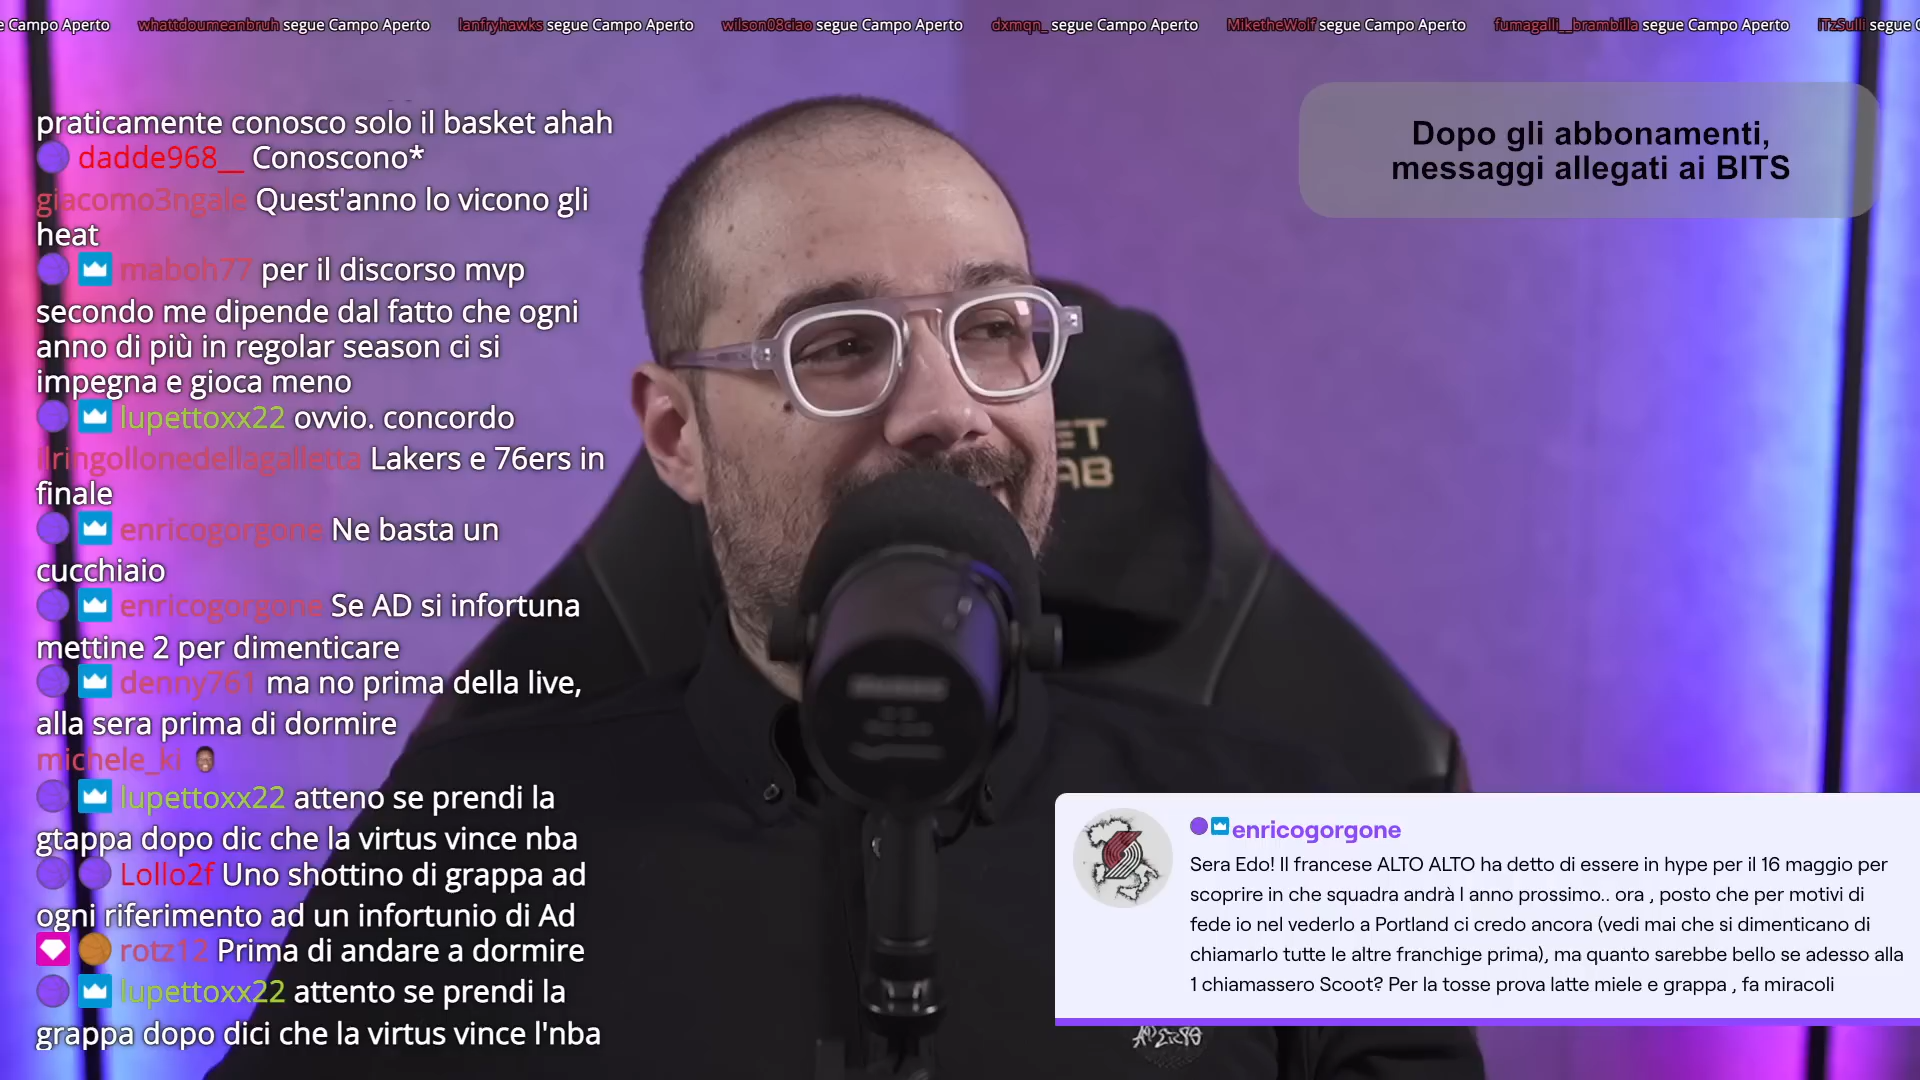 e Campo Aperto whattdoumeanbruh segue Campo Aperto lanfryhawks segue Campo Aperto wilson08ciao segue Campo Aperto dxmqn_ segue Campo Aperto MiketheWolf segue Campo Aperto fumagalli__brambilla segue Campo Aperto iTzSulli segue C
Dopo gli abbonamenti,
messaggi allegati ai BITS
praticamente conosco solo il basket ahah
dadde968__ Conoscono*
giacomo3ngale Quest'anno lo vicono gli
heat
maboh77 per il discorso mvp
secondo me dipende dal fatto che ogni
anno di più in regolar season ci si
impegna e gioca meno
lupettoxx22 ovvio. concordo
ilringollonedellagalletta Lakers e 76ers in
finale
enricogorgone Ne basta un
cucchiaio
enricogorgone Se AD si infortuna
mettine 2 per dimenticare
denny761 ma no prima della live,
alla sera prima di dormire
michele_ki
lupettoxx22 atteno se prendi la
gtappa dopo dic che la virtus vince nba
Lollo2f Uno shottino di grappa ad
ogni riferimento ad un infortunio di Ad
rotz12 Prima di andare a dormire
lupettoxx22 attento se prendi la
grappa dopo dici che la virtus vince l'nba
ET
AB
enricogorgone
Sera Edo! Il francese ALTO ALTO ha detto di essere in hype per il 16 maggio per
scoprire in che squadra andrà l anno prossimo.. ora , posto che per motivi di
fede io nel vederlo a Portland ci credo ancora (vedi mai che si dimenticano di
chiamarlo tutte le altre franchige prima), ma quanto sarebbe bello se adesso alla
1 chiamassero Scoot? Per la tosse prova latte miele e grappa , fa miracoli